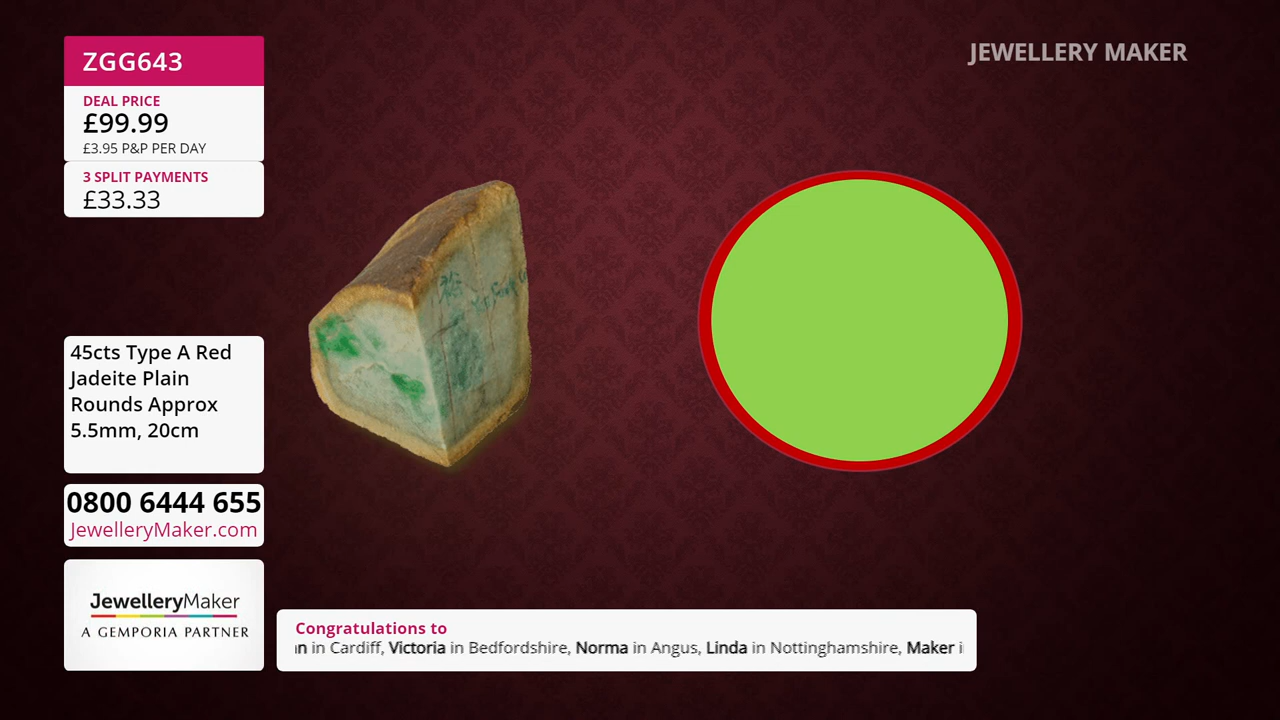 ZGG643
DEAL PRICE
£99.99
£3.95 P&P PER DAY
3 SPLIT PAYMENTS
£33.33
JEWELLERY MAKER
45cts Type A Red
Jadeite Plain
Rounds Approx
5.5mm, 20cm
0800 6444 655
JewelleryMaker.com
JewelleryMaker
A GEMPORIA PARTNER
Congratulations to
in Cardiff, Victoria in Bedfordshire, Norma in Angus, Linda in Nottinghamshire, Maker